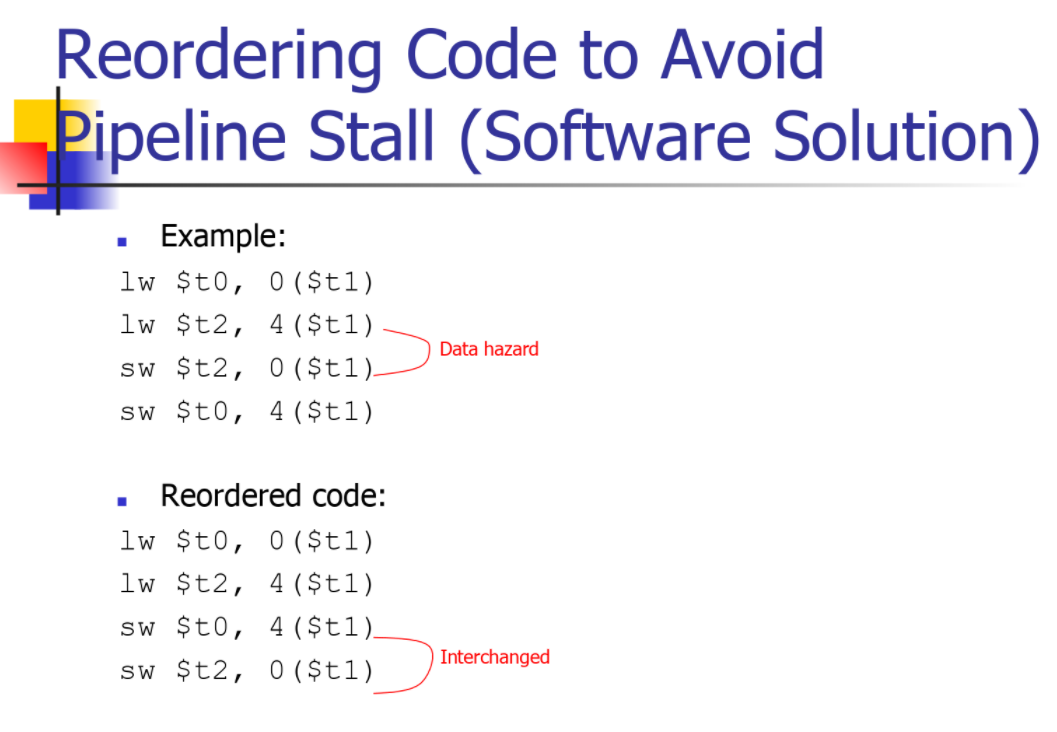 Reordering Code to Avoid
Pipeline Stall (Software Solution)
Example:
lw $t0, 0($t1)
lw $t2, 4($t1)
Data hazard
sw $t2, 0($t1)
sw $t0, 4($t1)
Reordered code:
lw $t0, 0($t1)
lw $t2, 4($t1)
sw $t0, 4($t1)
Interchanged
sw $t2, 0($t1)